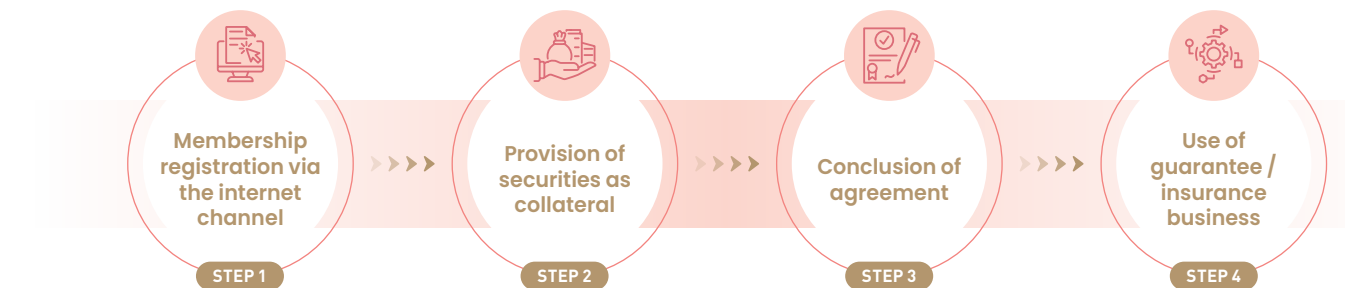 Membership
registration via
the internet
channel
STEP 1
Provision of
securities as
collateral
STEP 2
Conclusion of
agreement
STEP 3
Use of
guarantee /
insurance
business
STEP 4